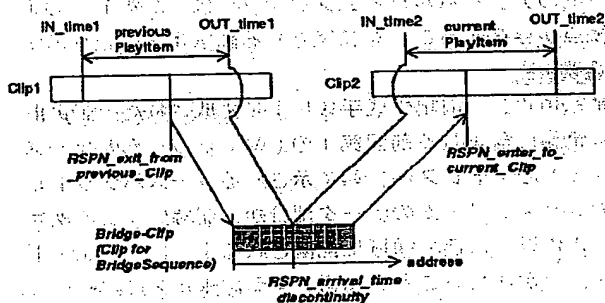 IN_time1
previous
PlayItem
OUT_time1
IN_time2
current
PlayItem
OUT_time2
Clip1
Clip2
RSPN_exit_from
_previous_Clip
RSPN_enter_to_
current_Clip
Bridge-Clip
(Clip for
BridgeSequence)
address
RSPN_arrival_time
discontinuity